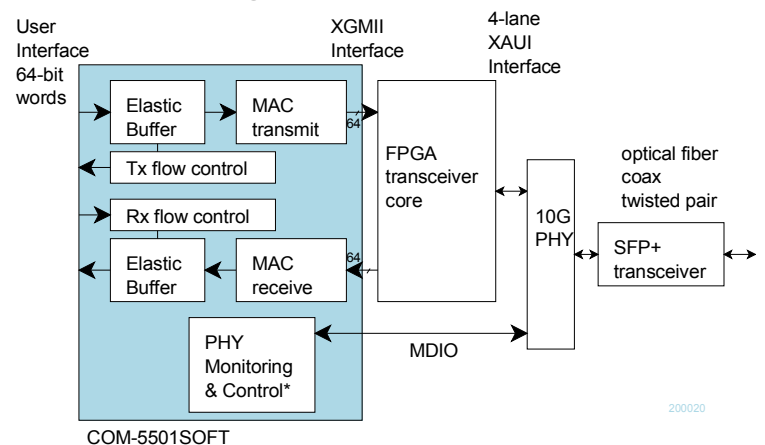 User
Interface
64-bit
words
XGMII
Interface
4-lane
XAUI
Interface
Elastic
Buffer
MAC
transmit
64
Tx flow control
Rx flow control
Elastic
Buffer
MAC
receive
64
FPGA
transceiver
core
10G
PHY
optical fiber
coax
twisted pair
SFP+
transceiver
PHY
Monitoring
& Control*
MDIO
200020
COM-5501SOFT